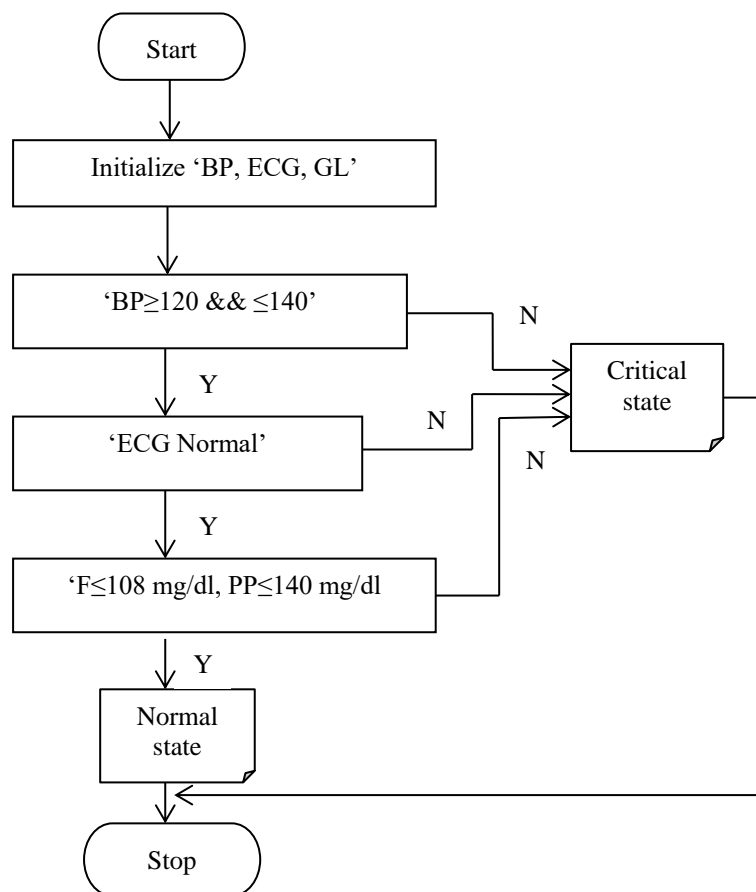 Start
Initialize ‘BP, ECG, GL’
‘BP≥120 && ≤140’
N
Y
Critical
state
‘ECG Normal’
N
N
Y
‘F≤108 mg/dl, PP≤140 mg/dl
Y
Normal
state
Stop